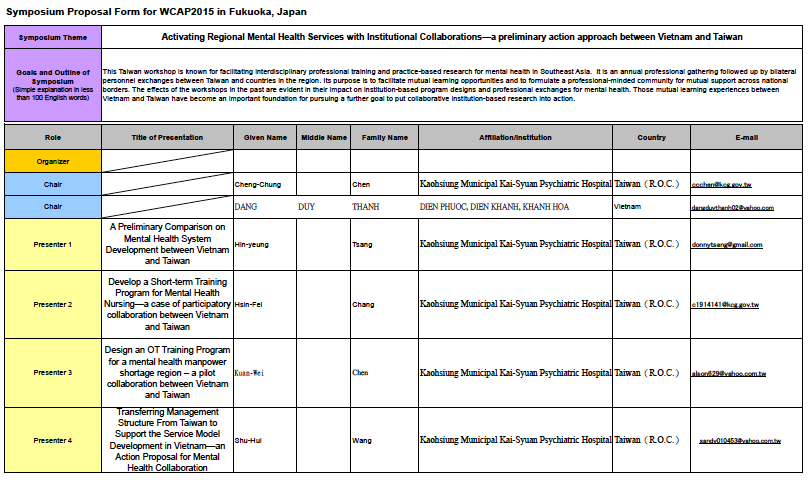 Symposium Proposal Form for WCAP2015 in Fukuoka, Japan
Symposium Theme
Activating Regional Mental Health Services with Institutional Collaborations—a preliminary action approach between Vietnam and Taiwan
Goals and Outline of
Symposium
(Simple explanation in less
than 100 English words)
This Taiwan workshop is known for facilitating interdisciplinary professional training and practice-based research for mental health in Southeast Asia. It is an annual professional gathering followed up by bilateral
personnel exchanges between Taiwan and countries in the region. Its purpose is to facilitate mutual learning opportunities and to formulate a professional-minded community for mutual support across national
borders. The effects of the workshops in the past are evident in their impact on institution-based program designs and professional exchanges for mental health. Those mutual learning experiences between
Vietnam and Taiwan have become an important foundation for pursuing a further goal to put collaborative institution-based research into action.
Role Title of Presentation Given Name Middle Name Family Name Affiliation/Institution Country E-mail
Organizer
Chair Cheng-Chung Chen Kaohsiung Municipal Kai-Syuan Psychiatric Hospital Taiwan (R.O.C.) ccchen@kcg.gov.tw
Chair DANG DUY THANH DIEN PHUOC, DIEN KHANH, KHANH HOA Vietnam dangduythanh02@yahoo.com
Presenter 1
A Preliminary Comparison on
Mental Health System
Development between Vietnam
and Taiwan
Hin-yeung Tsang Kaohsiung Municipal Kai-Syuan Psychiatric Hospital Taiwan (R.O.C.) donnytsang@gmail.com
Presenter 2
Develop a Short-term Training
Program for Mental Health
Nursing—a case of participatory
collaboration between Vietnam
and Taiwan
Hsin-Fei Chang Kaohsiung Municipal Kai-Syuan Psychiatric Hospital Taiwan (R.O.C.) c1914141@kcg.gov.tw
Presenter 3
Design an OT Training Program
for a mental health manpower
shortage region – a pilot
collaboration between Vietnam
and Taiwan
Kuan-Wei Chen Kaohsiung Municipal Kai-Syuan Psychiatric Hospital Taiwan (R.O.C.) alson629@yahoo.com.tw
Presenter 4
Transferring Management
Structure From Taiwan to
Support the Service Model
Development in Vietnam—an
Action Proposal for Mental
Health Collaboration
Shu-Hui Wang Kaohsiung Municipal Kai-Syuan Psychiatric Hospital Taiwan (R.O.C.) sandy010453@yahoo.com.tw